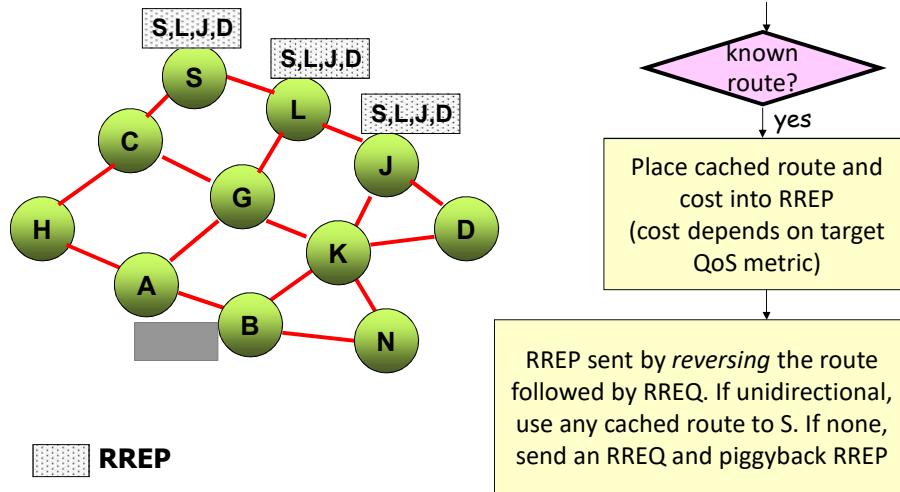 S,L,J,D
S
S,L,J,D
L
S,L,J,D
J
C
G
H
D
K
A
B
N
RREP
known
route?
yes
Place cached route and
cost into RREP
(cost depends on target
QoS metric)
RREP sent by reversing the route
followed by RREQ. If unidirectional,
use any cached route to S. If none,
send an RREQ and piggyback RREP